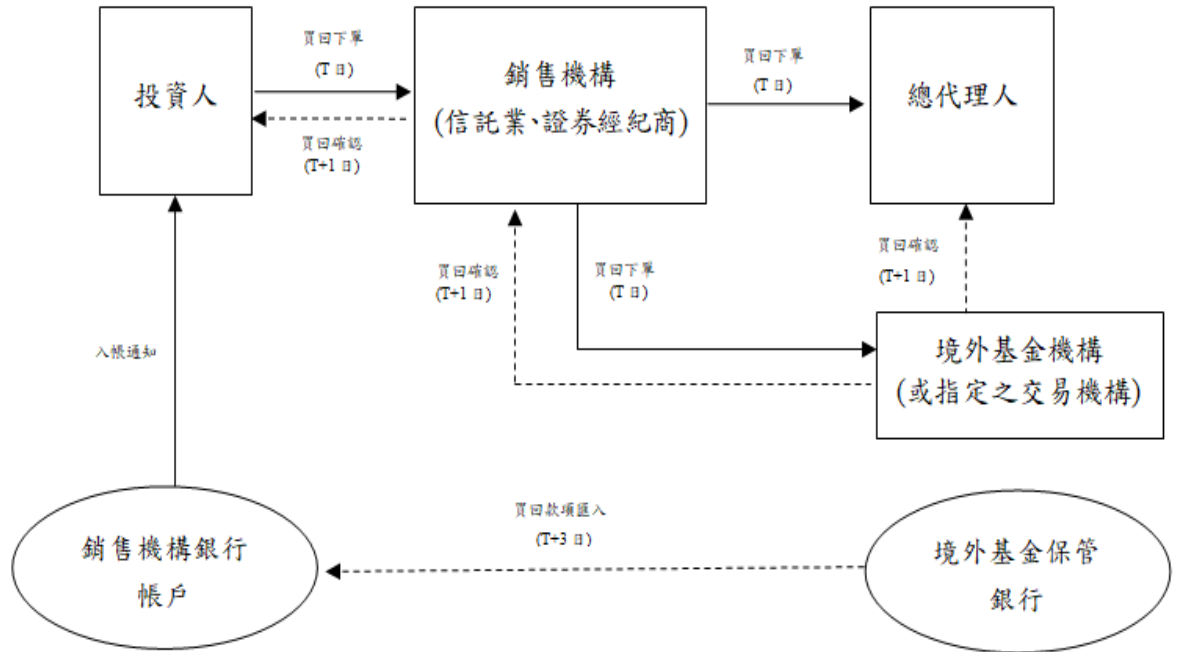 買回下單
(T 日)
投資人
買回確認
(T+1 日)
銷售機構
(信託業、證券經紀商)
買回下單
(T 日)
總代理人
買回確認
(T+1 日)
買回下單
(T 日)
買回確認
(T+1 日)
境外基金機構
(或指定之交易機構)
入帳通知
買回款項匯入
(T+3 日)
銷售機構銀行
帳戶
境外基金保管
銀行